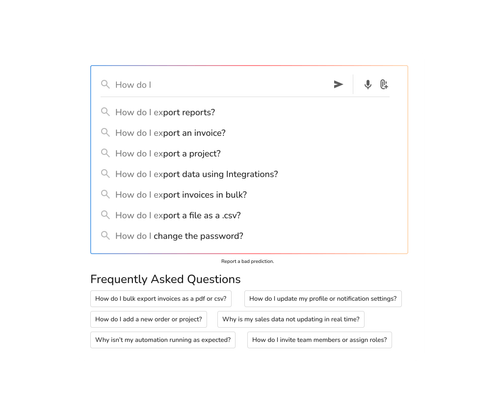 How do I
How do I export reports?
How do I export an invoice?
How do I export a project?
How do I export data using Integrations?
How do I export invoices in bulk?
How do I export a file as a .csv?
How do I change the password?
Report a bad prediction.
Frequently Asked Questions
How do I bulk export invoices as a pdf or csv?
How do I update my profile or notification settings?
How do I add a new order or project?
Why is my sales data not updating in real time?
Why isn't my automation running as expected?
How do I invite team members or assign roles?